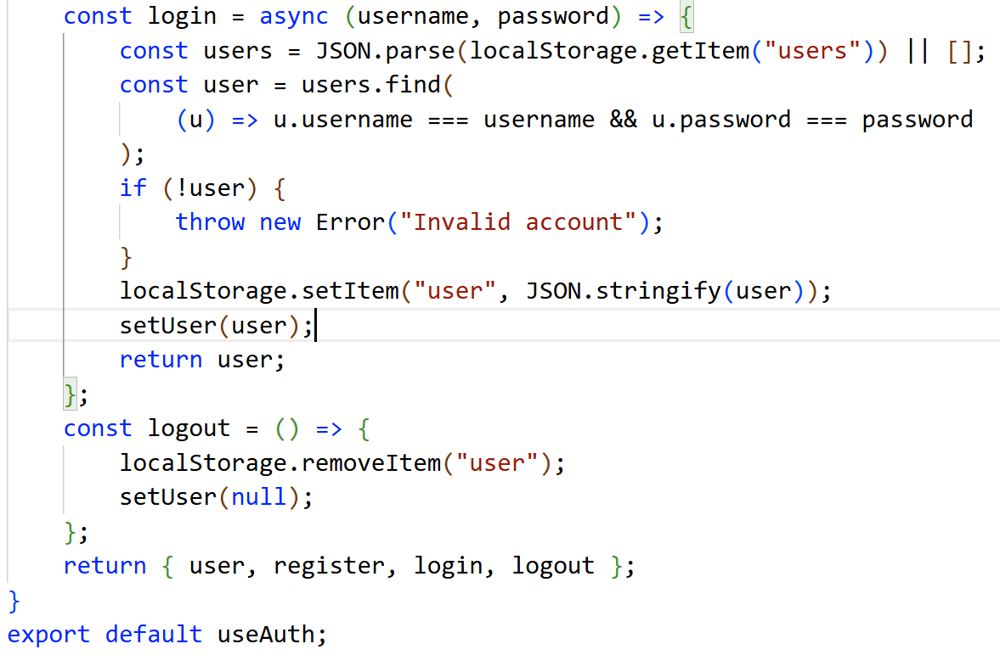 const login = async (username, password) => {
const users = JSON.parse(localStorage.getItem("users")) || [];
const user = users.find(
(u) => u.username === username && u.password === password
);
if (!user) {
throw new Error("Invalid account");
}
localStorage.setItem("user", JSON.stringify(user));
setUser(user);
return user;
};
const logout = () => {
localStorage.removeItem("user");
setUser(null);
};
return { user, register, login, logout };
}
export default useAuth;